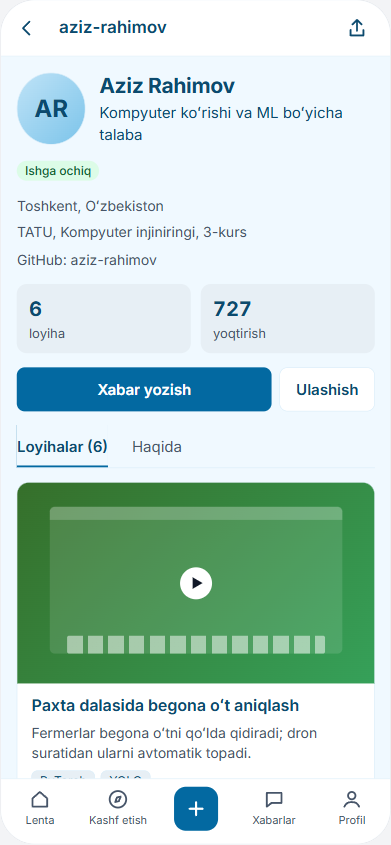 aziz-rahimov
AR
Aziz Rahimov
Kompyuter koʻrishi va ML boʻyicha
talaba
Ishga ochiq
Toshkent, Oʻzbekiston
TATU, Kompyuter injiniringi, 3-kurs
GitHub: aziz-rahimov
6
loyiha
727
yoqtirish
Xabar yozish
Ulashish
Loyihalar (6)
Haqida
Paxta dalasida begona oʻt aniqlash
Fermerlar begona oʻtni qoʻlda qidiradi; dron
suratidan ularni avtomatik topadi.
Lenta
Kashf etish
Xabarlar
Profil